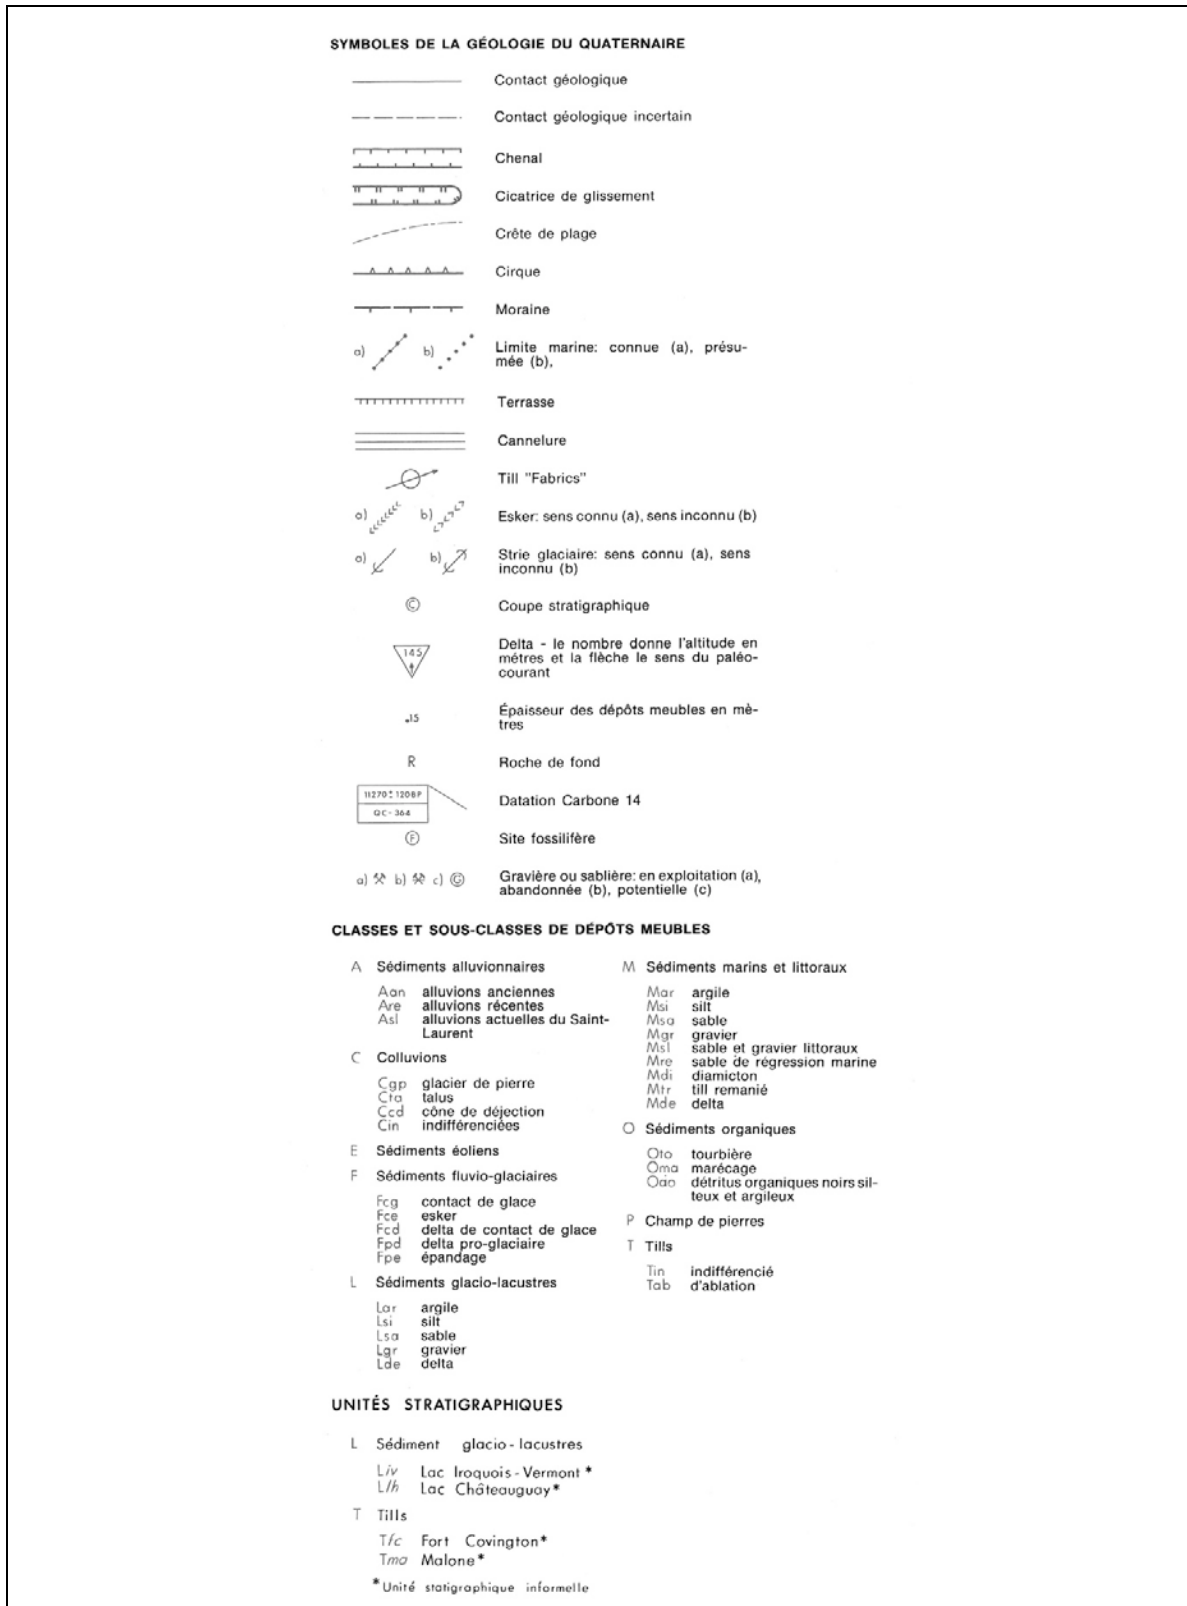 SYMBOLES DE LA GÉOLOGIE DU QUATERNAIRE
Contact géologique
Contact géologique incertain
Chenal
Cicatrice de glissement
Crête de plage
Cirque
Moraine
a) b) Limite marine: connue (a), présu-
mée (b),
Terrasse
Cannelure
Till "Fabrics"
a) b) Esker: sens connu (a), sens inconnu (b)
a) b) Strie glaciaire: sens connu (a), sens
inconnu (b)
C Coupe stratigraphique
145 Delta - le nombre donne l'altitude en
métres et la flèche le sens du paléo-
courant
.15 Épaisseur des dépôts meubles en mè-
tres
R Roche de fond
11270±120BP
QC-364
Datation Carbone 14
F Site fossilifère
a) b) c) G Gravière ou sablière: en exploitation (a),
abandonnée (b), potentielle (c)
CLASSES ET SOUS-CLASSES DE DÉPÔTS MEUBLES
A Sédiments alluvionnaires
Aan alluvions anciennes
Are alluvions récentes
Asl alluvions actuelles du Saint-
Laurent
C Colluvions
Cgp glacier de pierre
Cta talus
Ccd cône de déjection
Cin indifférenciées
E Sédiments éoliens
F Sédiments fluvio-glaciaires
Fcg contact de glace
Fce esker
Fcd delta de contact de glace
Fpd delta pro-glaciaire
Fpe épandage
L Sédiments glacio-lacustres
Lar argile
Lsi silt
Lsa sable
Lgr gravier
Lde delta
M Sédiments marins et littoraux
Mar argile
Msi silt
Msa sable
Mgr gravier
Msl sable et gravier littoraux
Mre sable de régression marine
Mdi diamicton
Mtr till remanié
Mde delta
O Sédiments organiques
Oto tourbière
Oma marécage
Oao détritus organiques noirs sil-
teux et argileux
P Champ de pierres
T Tills
Tin indifférencié
Tab d'ablation
UNITÉS STRATIGRAPHIQUES
L Sédiment glacio-lacustres
Liv Lac Iroquois-Vermont *
Llh Lac Châteauguay *
T Tills
Tfc Fort Covington *
Tma Malone *
* Unité stratigraphique informelle